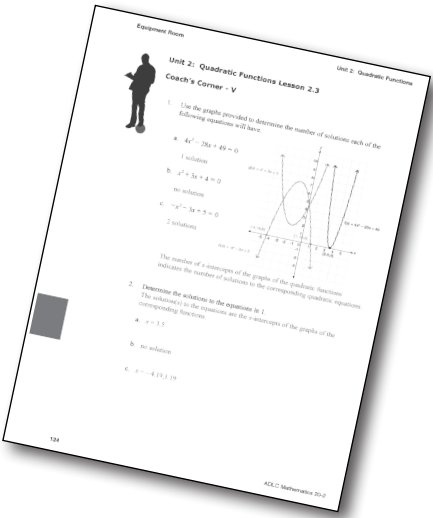 Equipment Room
Unit 2: Quadratic Functions
Unit 2: Quadratic Functions Lesson 2.3
Coach's Corner – V
1. Use the graphs provided to determine the number of solutions each of the
following equations will have.
a. 4x² − 28x + 49 = 0
1 solution
b. x² + 3x + 4 = 0
no solution
c. −x² − 3x + 5 = 0
2 solutions
The number of x-intercepts of the graphs of the quadratic functions
indicates the number of solutions to the corresponding quadratic equations.
2. Determine the solutions to the equations in 1.
The solution(s) to the equations are the x-intercepts of the graphs of the
corresponding functions.
a. x = 3.5
b. no solution
c. x = −4.19, 1.19
124
ADLC Mathematics 20-2